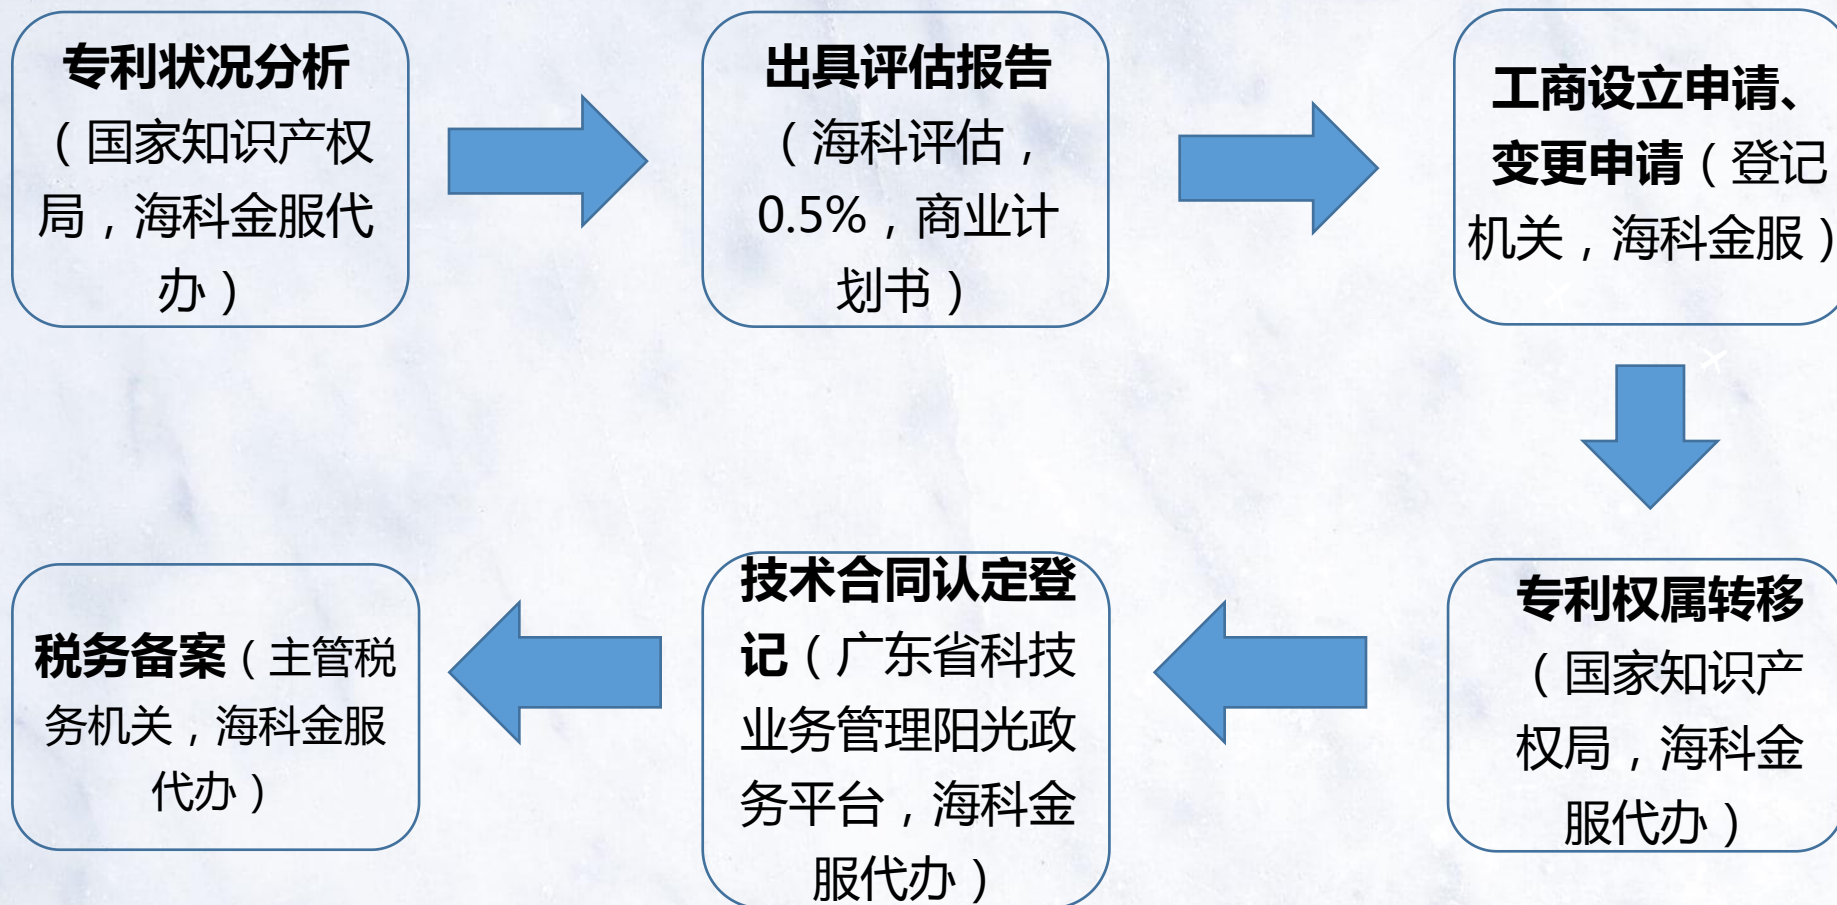 专利状况分析
（国家知识产权
局，海科金服代
办）
出具评估报告
（海科评估，
0.5%，商业计
划书）
工商设立申请、
变更申请（登记
机关，海科金服）
专利权属转移
（国家知识产
权局，海科金
服代办）
技术合同认定登
记（广东省科技
业务管理阳光政
务平台，海科金
服代办）
税务备案（主管税
务机关，海科金服
代办）